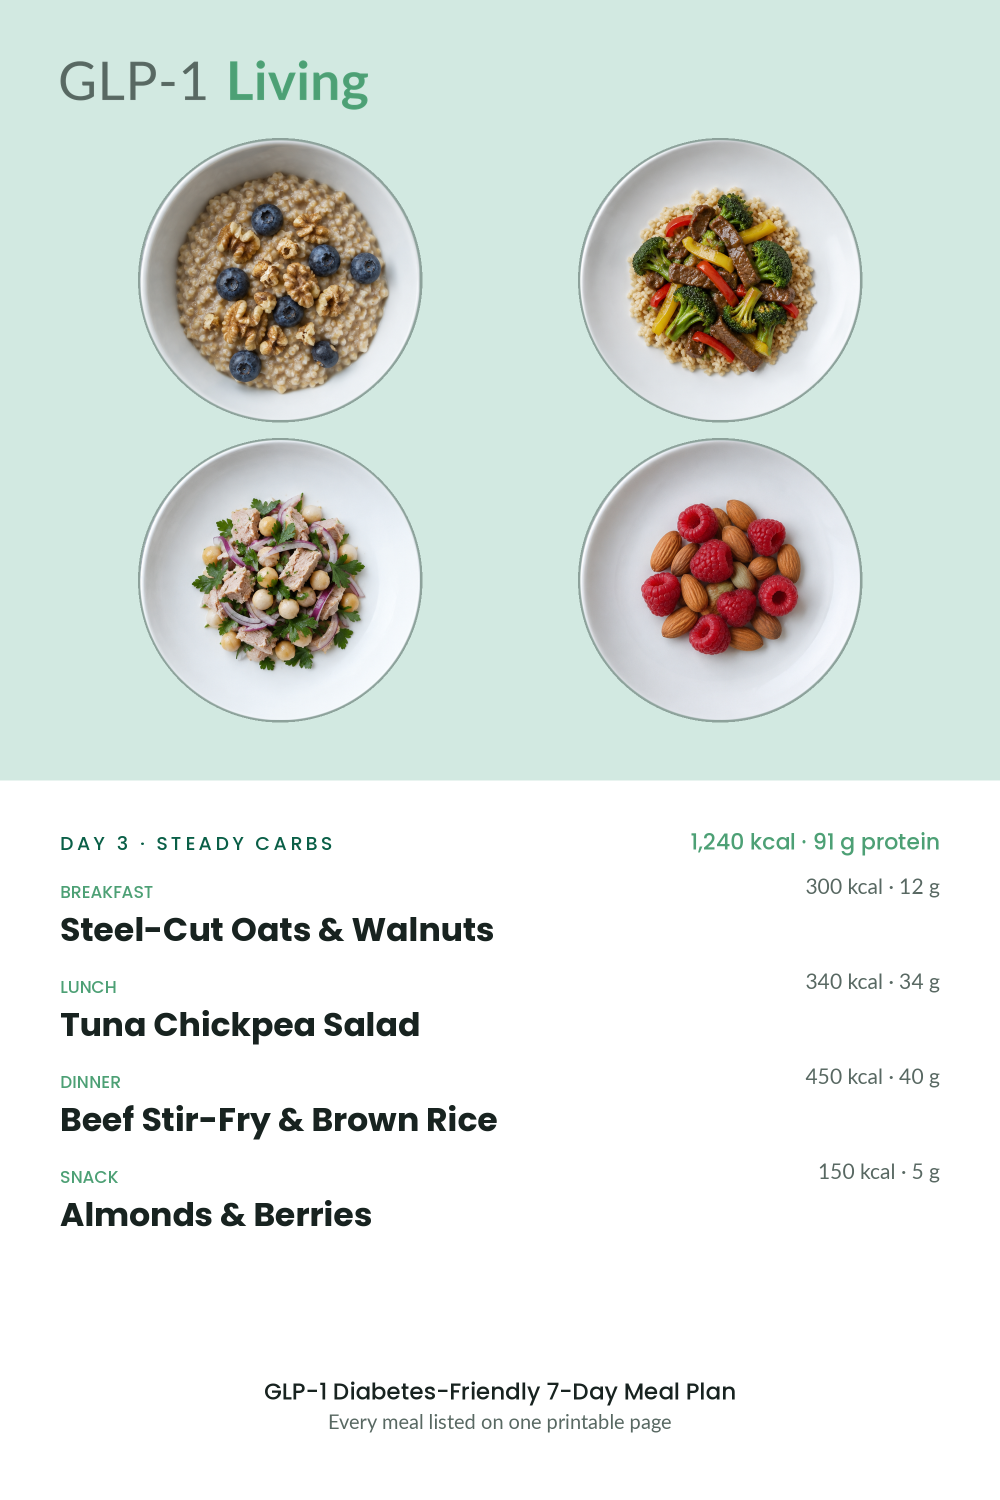 GLP-1 Living
DAY 3 · STEADY CARBS
1,240 kcal · 91 g protein
BREAKFAST
300 kcal · 12 g
Steel-Cut Oats & Walnuts
LUNCH
340 kcal · 34 g
Tuna Chickpea Salad
DINNER
450 kcal · 40 g
Beef Stir-Fry & Brown Rice
SNACK
150 kcal · 5 g
Almonds & Berries
GLP-1 Diabetes-Friendly 7-Day Meal Plan
Every meal listed on one printable page